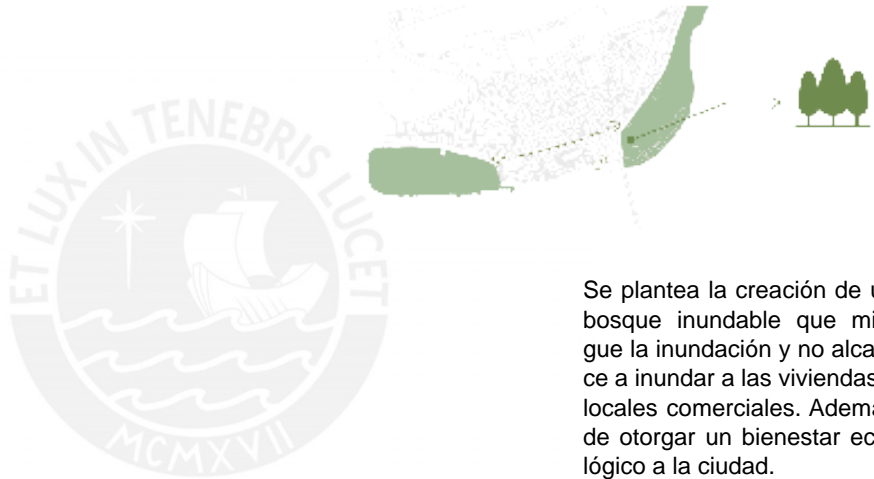 ET LUX IN TENEBRIS LUCET
MCMXVII
Se plantea la creación de u
bosque inundable que mi
gue la inundación y no alca
ce a inundar a las viviendas
locales comerciales. Ademá
de otorgar un bienestar ec
lógico a la ciudad.